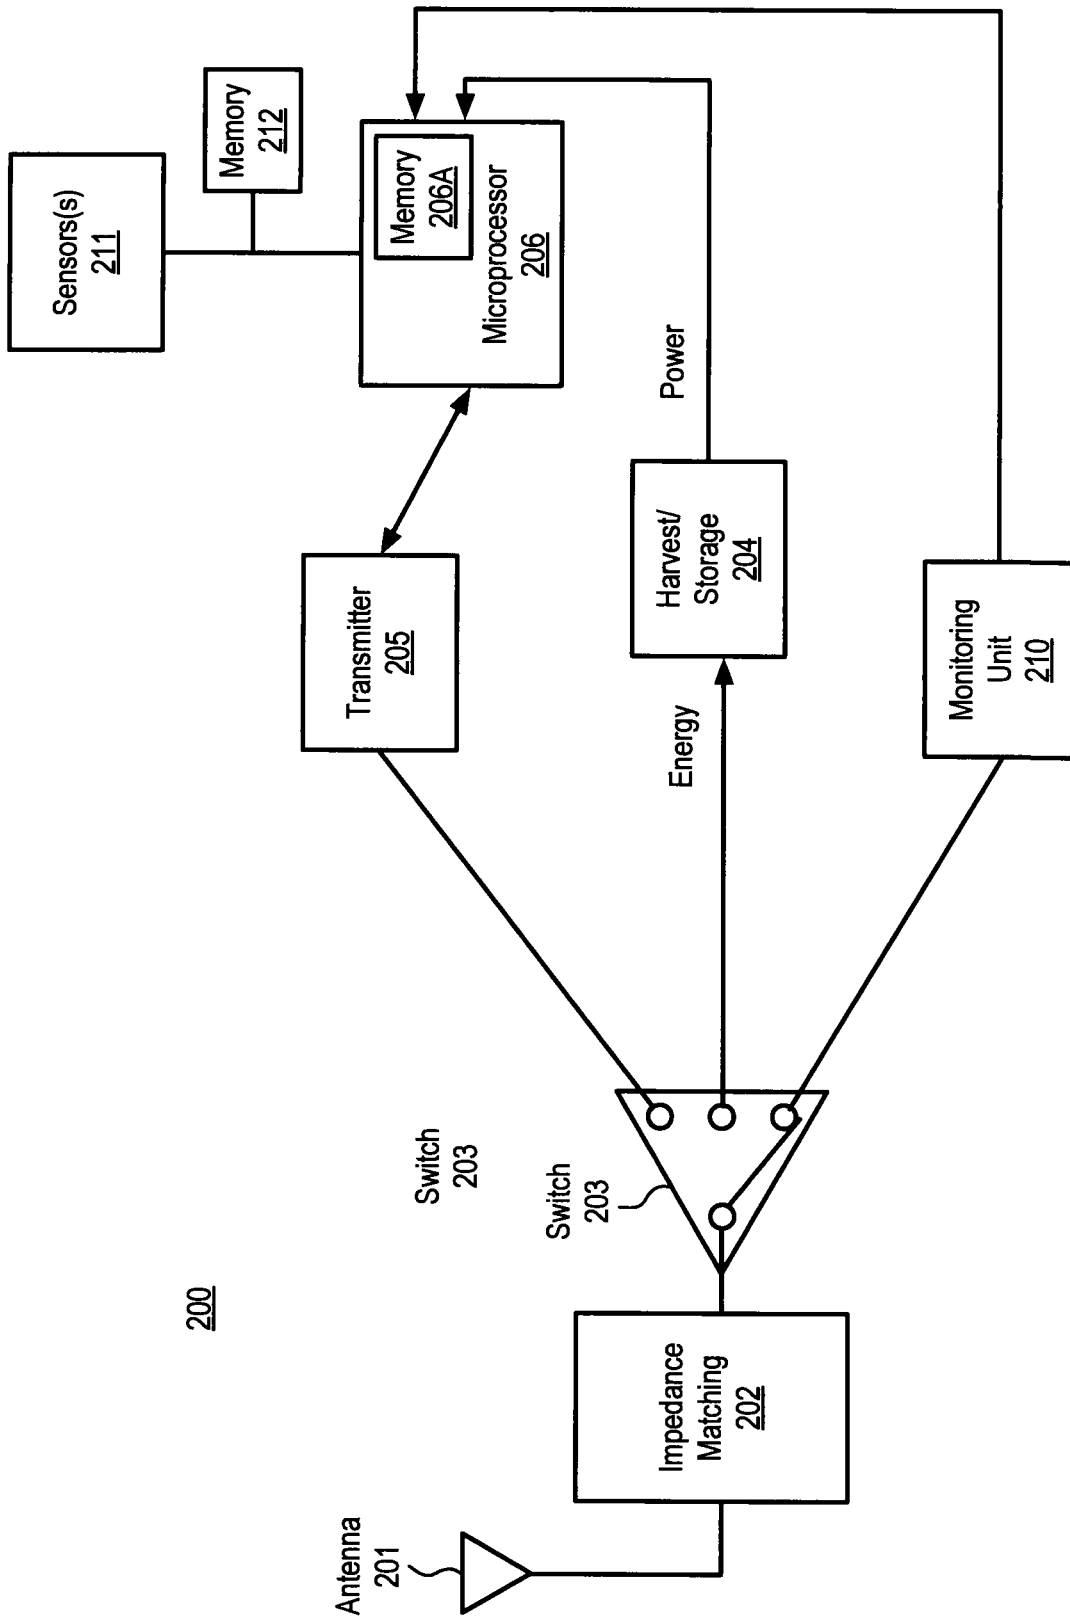 200
Antenna
201
Impedance
Matching
202
Switch
203
Switch
203
Transmitter
205
Energy
Harvest/
Storage
204
Power
Monitoring
Unit
210
Sensors(s)
211
Memory
212
Memory
206A
Microprocessor
206